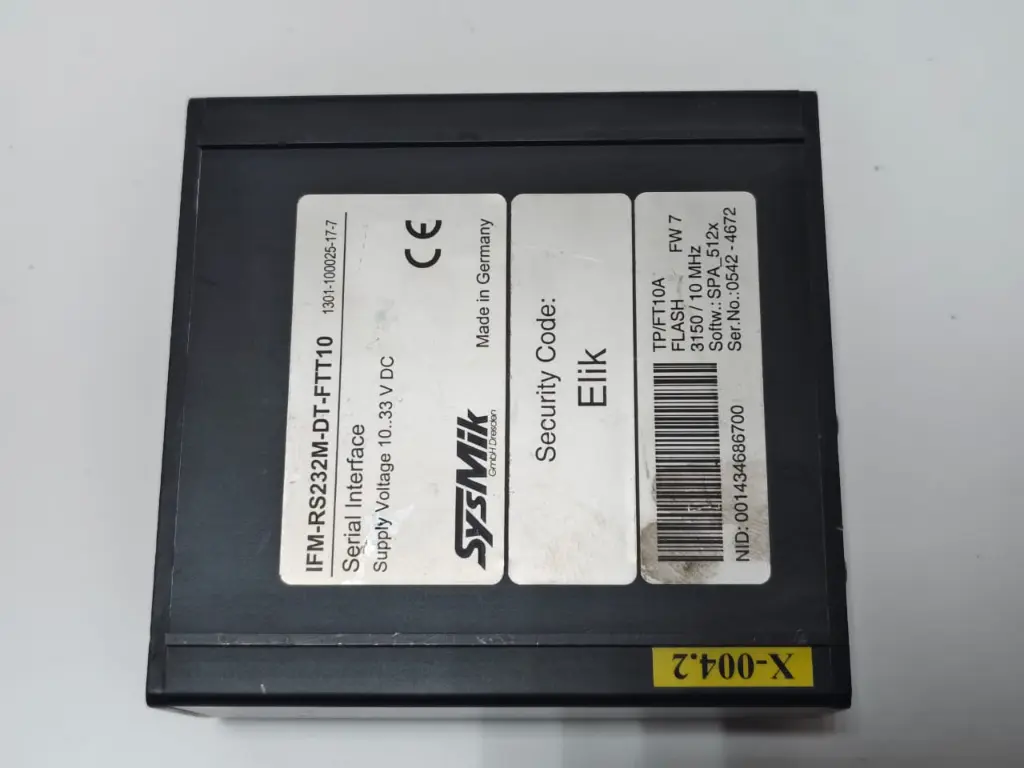 IFM-RS232M-DT-FTT10 1301-100025-17-7
Serial Interface
Supply Voltage 10..33 V DC
CE
SysMik
GmbH Dresden
Made in Germany
Security Code:
Elik
TP/FT10A
FLASH FW 7
3150 / 10 MHz
Softw.: SPA_512x
Ser.No.:0542 - 4672
NID: 001434686700
X-004.2